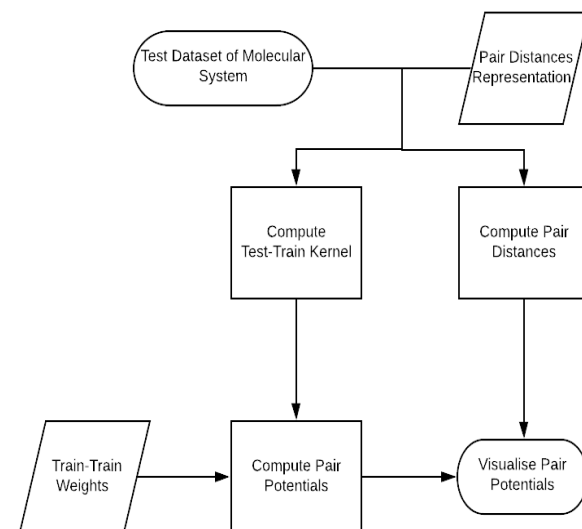 Test Dataset of Molecular
System
Pair Distances
Representation
Compute
Test-Train Kernel
Compute Pair
Distances
Train-Train
Weights
Compute Pair
Potentials
Visualise Pair
Potentials